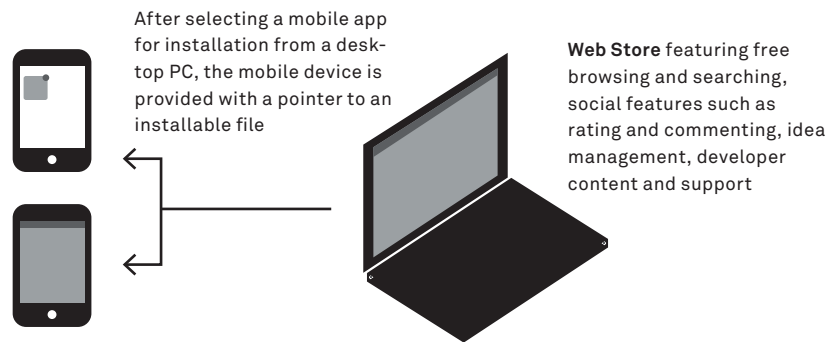 After selecting a mobile app
for installation from a desk-
top PC, the mobile device is
provided with a pointer to an
installable file
Web Store featuring free
browsing and searching,
social features such as
rating and commenting, idea
management, developer
content and support